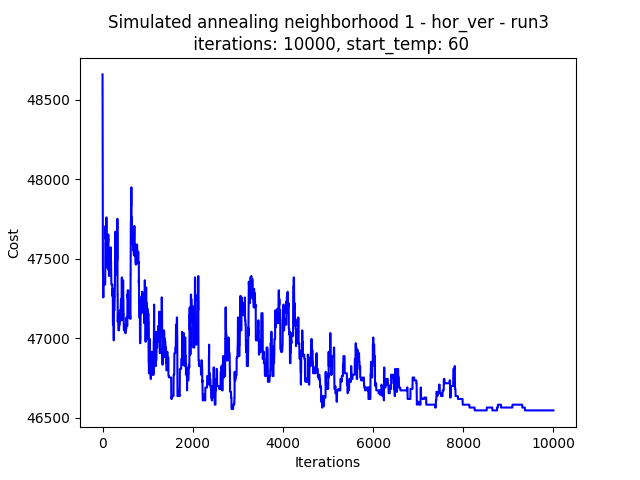 Simulated annealing neighborhood 1 - hor_ver - run3
iterations: 10000, start_temp: 60
48500
48000
47500
47000
46500
Cost
0
2000
4000
6000
8000
10000
Iterations